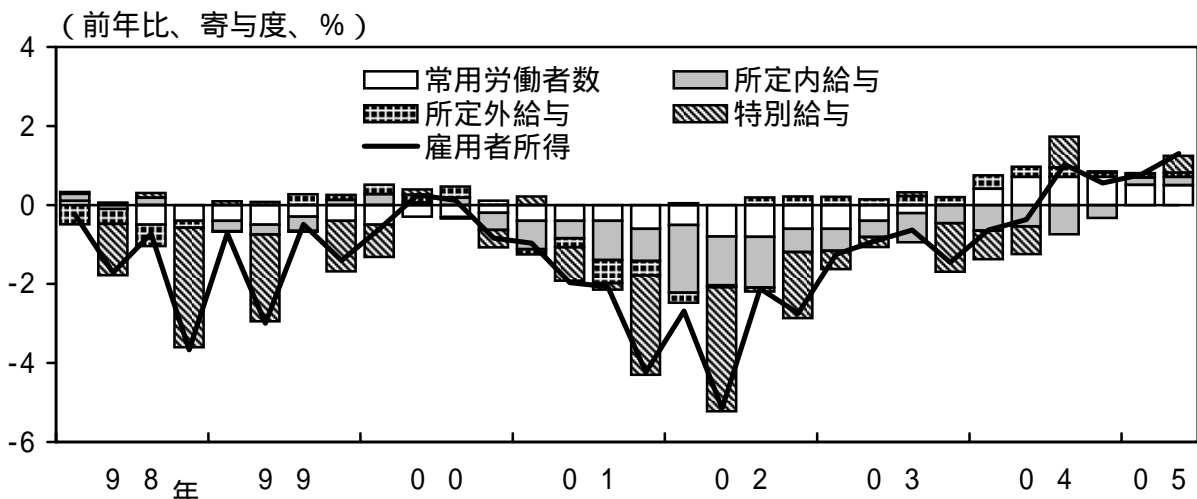 （前年比、寄与度、％）
4
2
0
-2
-4
-6
常用労働者数 所定内給与
所定外給与 特別給与
雇用者所得
98年 99 00 01 02 03 04 05